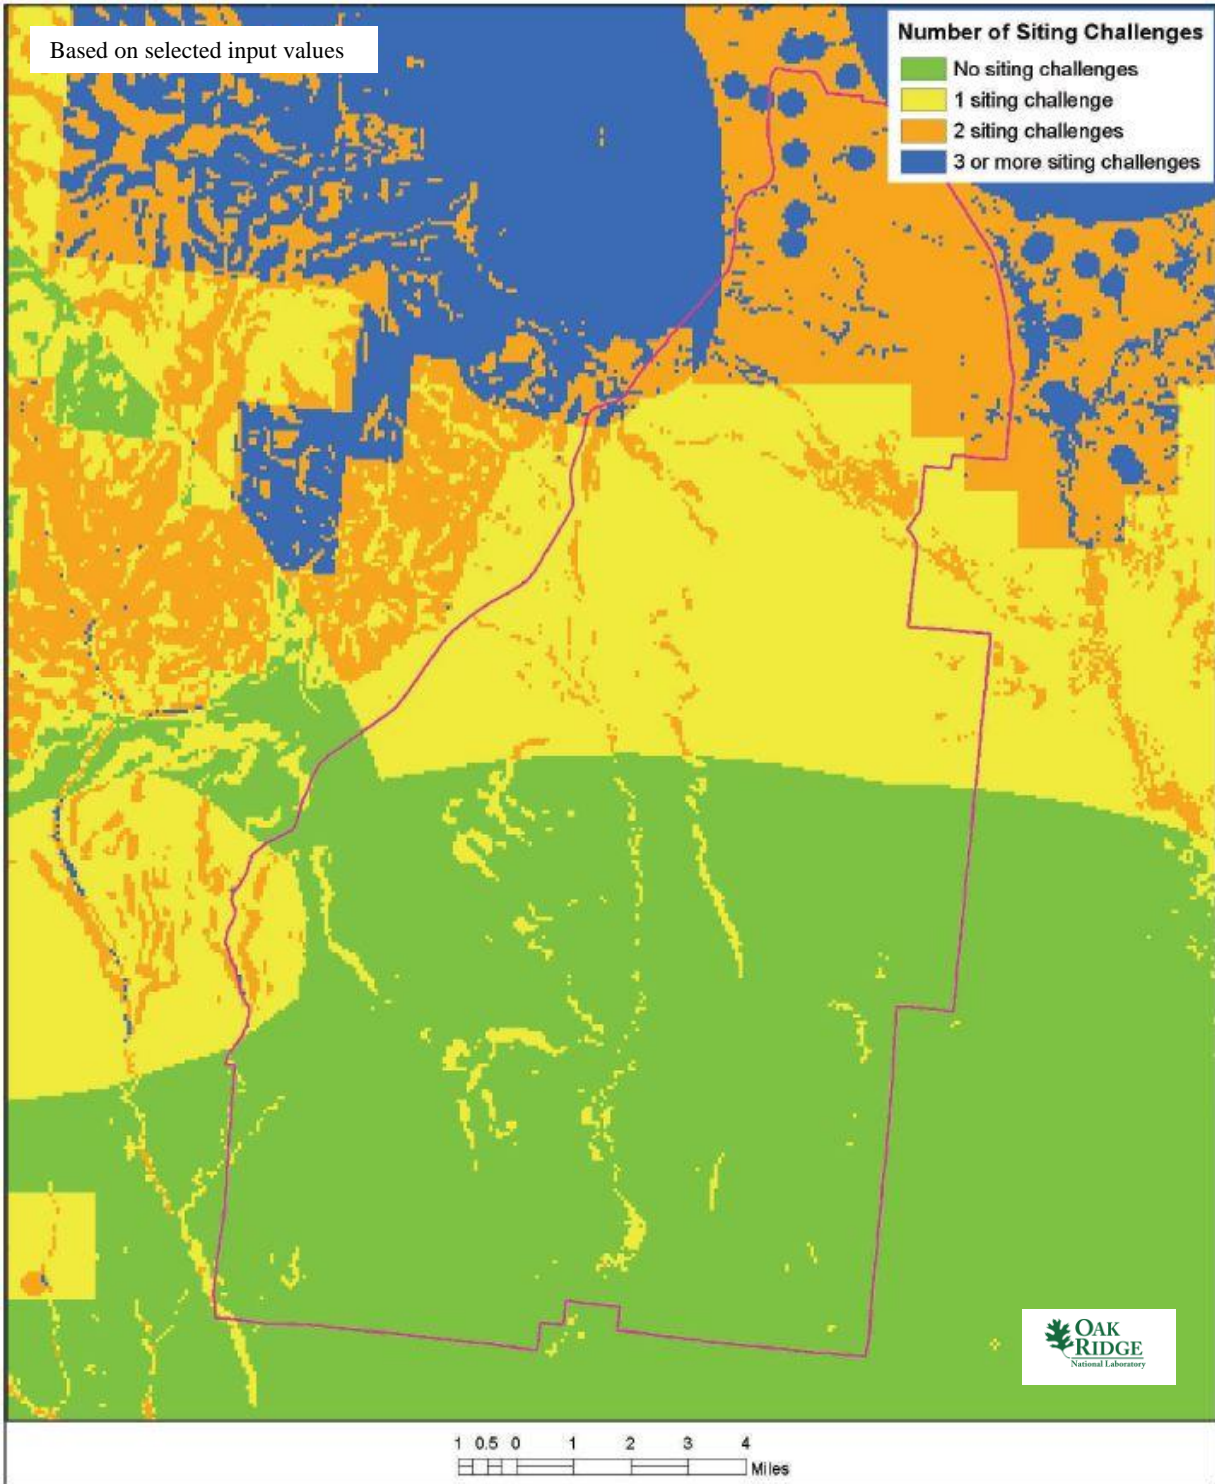 Based on selected input values
Number of Siting Challenges
No siting challenges
1 siting challenge
2 siting challenges
3 or more siting challenges
OAK
RIDGE
National Laboratory
1 0.5 0 1 2 3 4
Miles